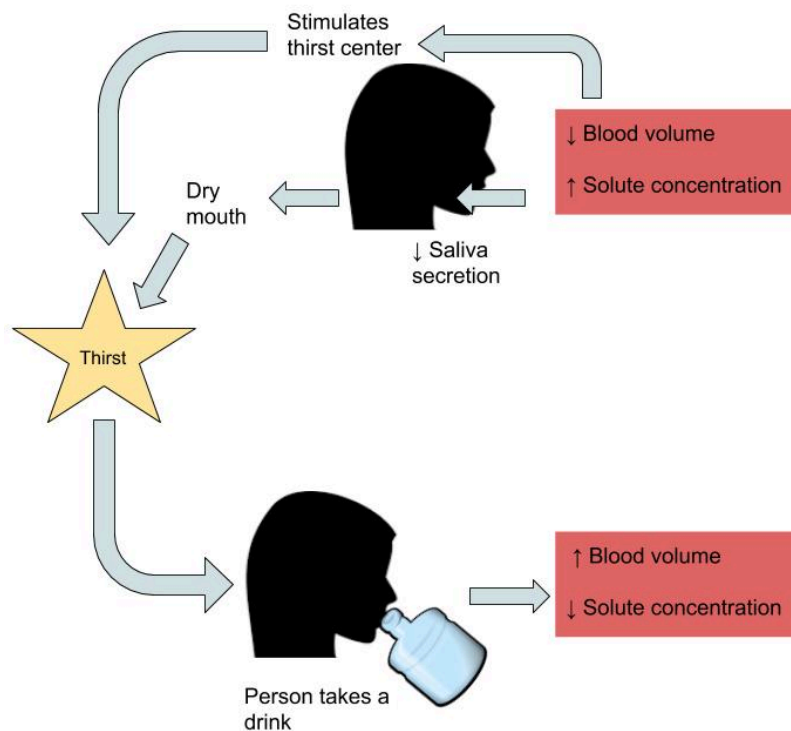 Stimulates
thirst center
↓ Blood volume
↑ Solute concentration
Dry
mouth
↓ Saliva
secretion
Thirst
↑ Blood volume
↓ Solute concentration
Person takes a
drink